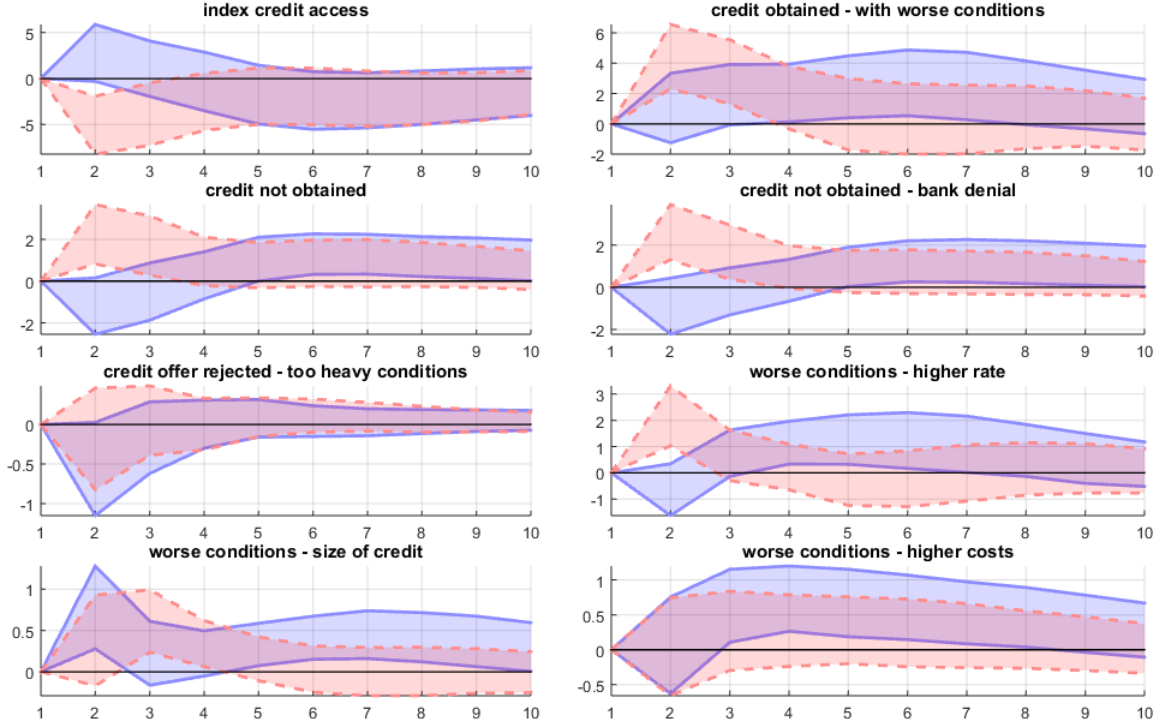 index credit access
5
0
-5
1 2 3 4 5 6 7 8 9 10
credit obtained - with worse conditions
6
4
2
0
-2
1 2 3 4 5 6 7 8 9 10
credit not obtained
2
0
-2
1 2 3 4 5 6 7 8 9 10
credit not obtained - bank denial
2
0
-2
1 2 3 4 5 6 7 8 9 10
credit offer rejected - too heavy conditions
0
-0.5
-1
1 2 3 4 5 6 7 8 9 10
worse conditions - higher rate
3
2
1
0
-1
1 2 3 4 5 6 7 8 9 10
worse conditions - size of credit
1
0.5
0
1 2 3 4 5 6 7 8 9 10
worse conditions - higher costs
1
0.5
0
-0.5
1 2 3 4 5 6 7 8 9 10